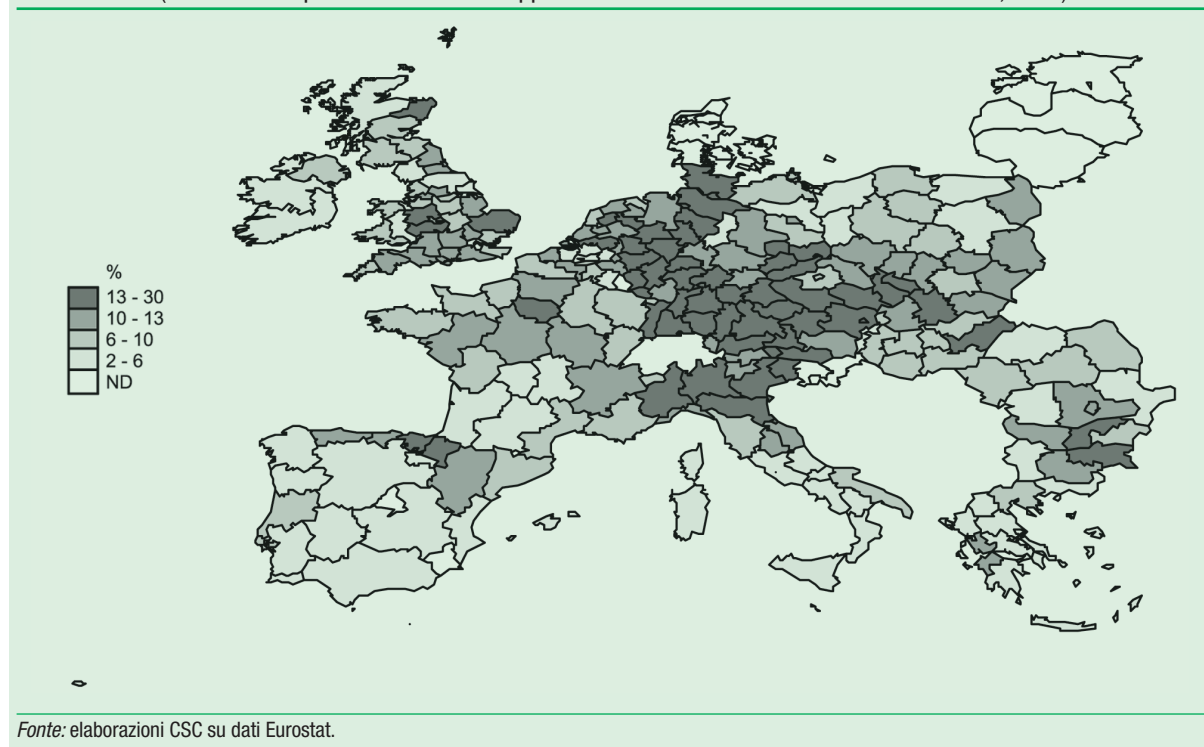 %
13 - 30
10 - 13
6 - 10
2 - 6
ND
Fonte: elaborazioni CSC su dati Eurostat.